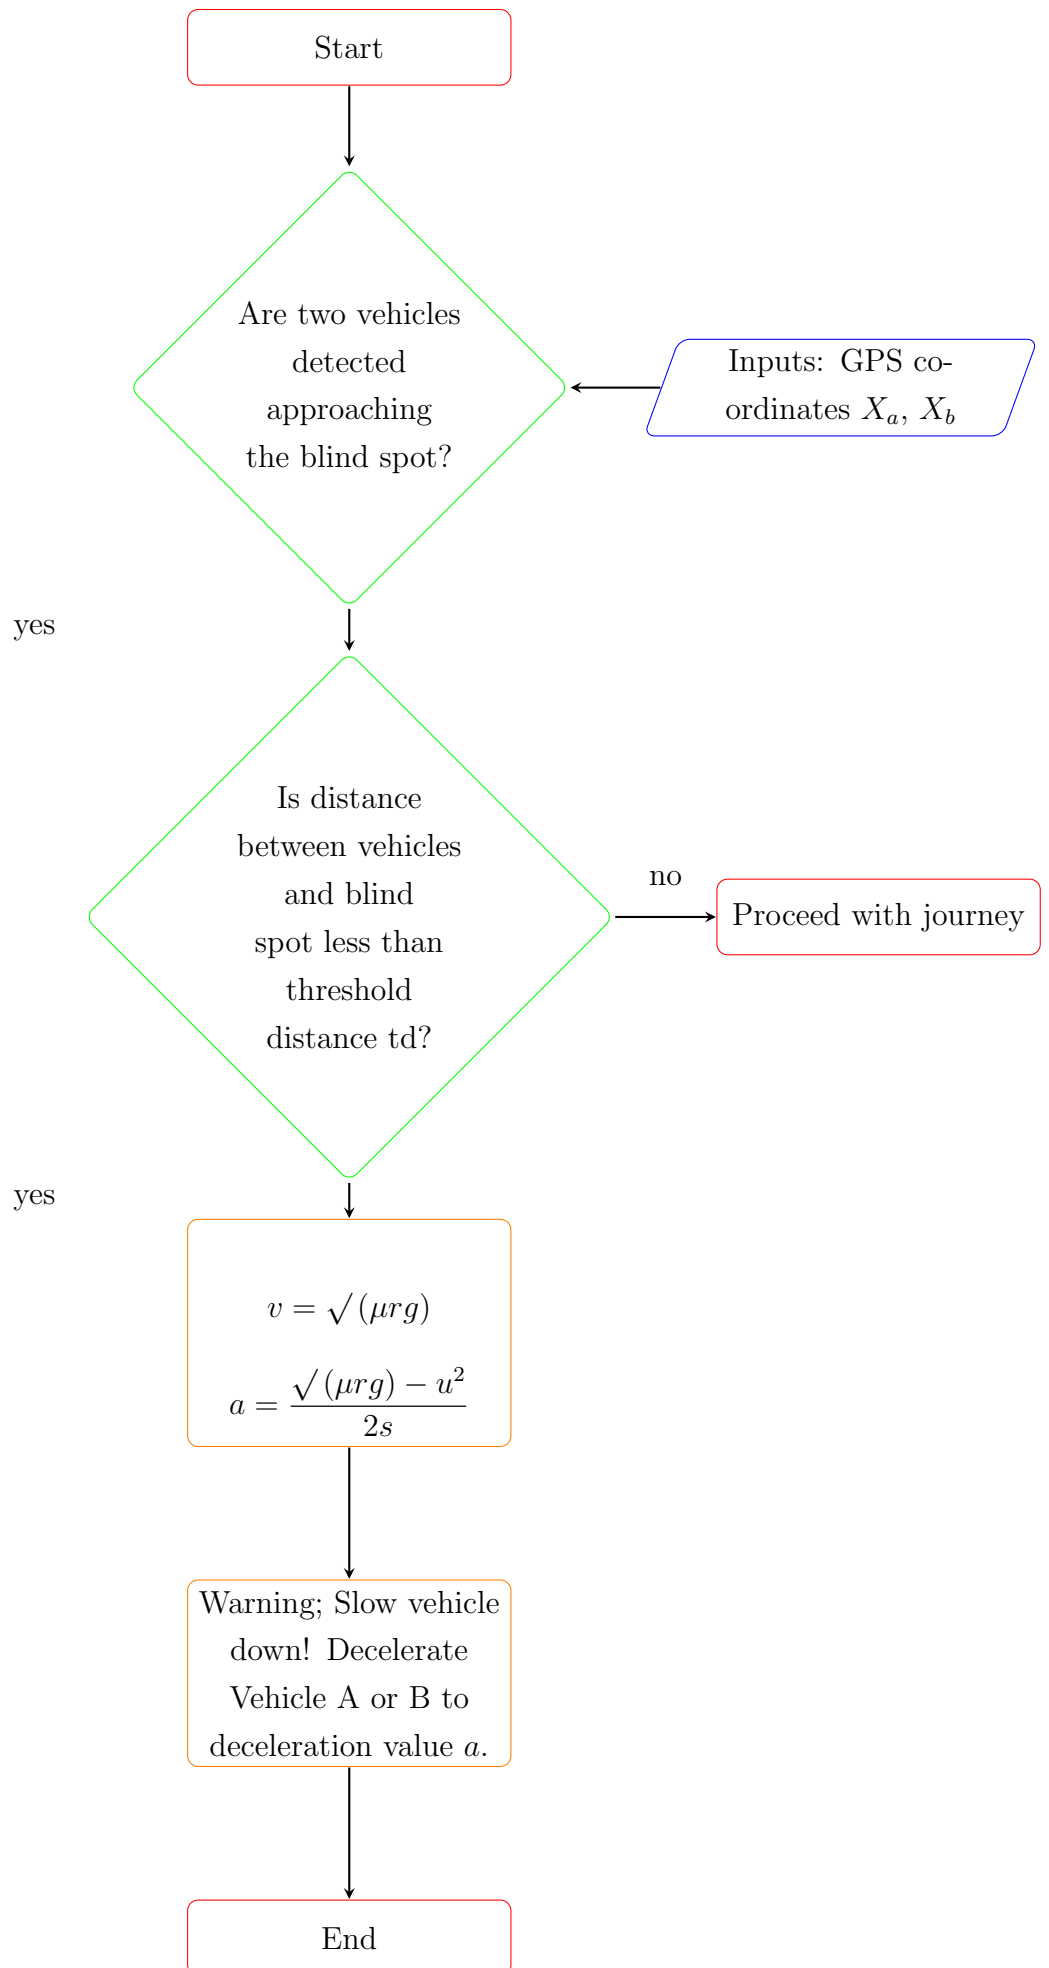 Start
Are two vehicles
detected
approaching
the blind spot?
Inputs: GPS co-
ordinates X_a, X_b
yes
Is distance
between vehicles
and blind
spot less than
threshold
distance td?
no
Proceed with journey
yes
v = √(μrg)
a = (√(μrg) − u²)/(2s)
Warning; Slow vehicle
down! Decelerate
Vehicle A or B to
deceleration value a.
End